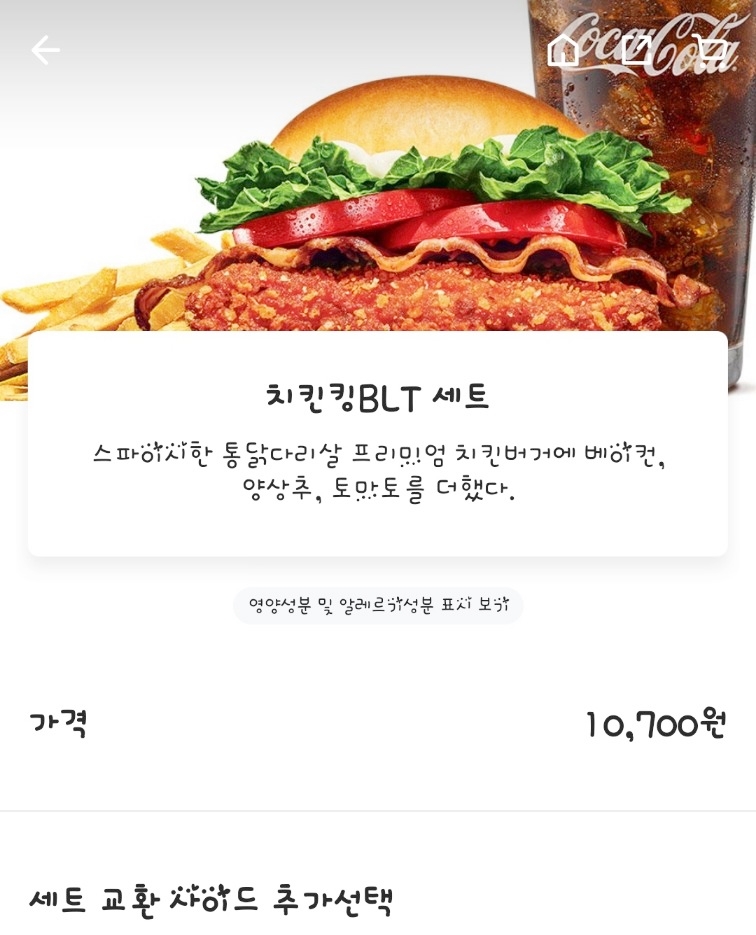 Coca-Cola
치킨킹BLT 세트
스파이시한 통닭다리살 프리미엄 치킨버거에 베이컨,
양상추, 토마토를 더했다.
영양성분 및 알레르기성분 표시 보기
가격
10,700원
세트 교환 사이드 추가선택